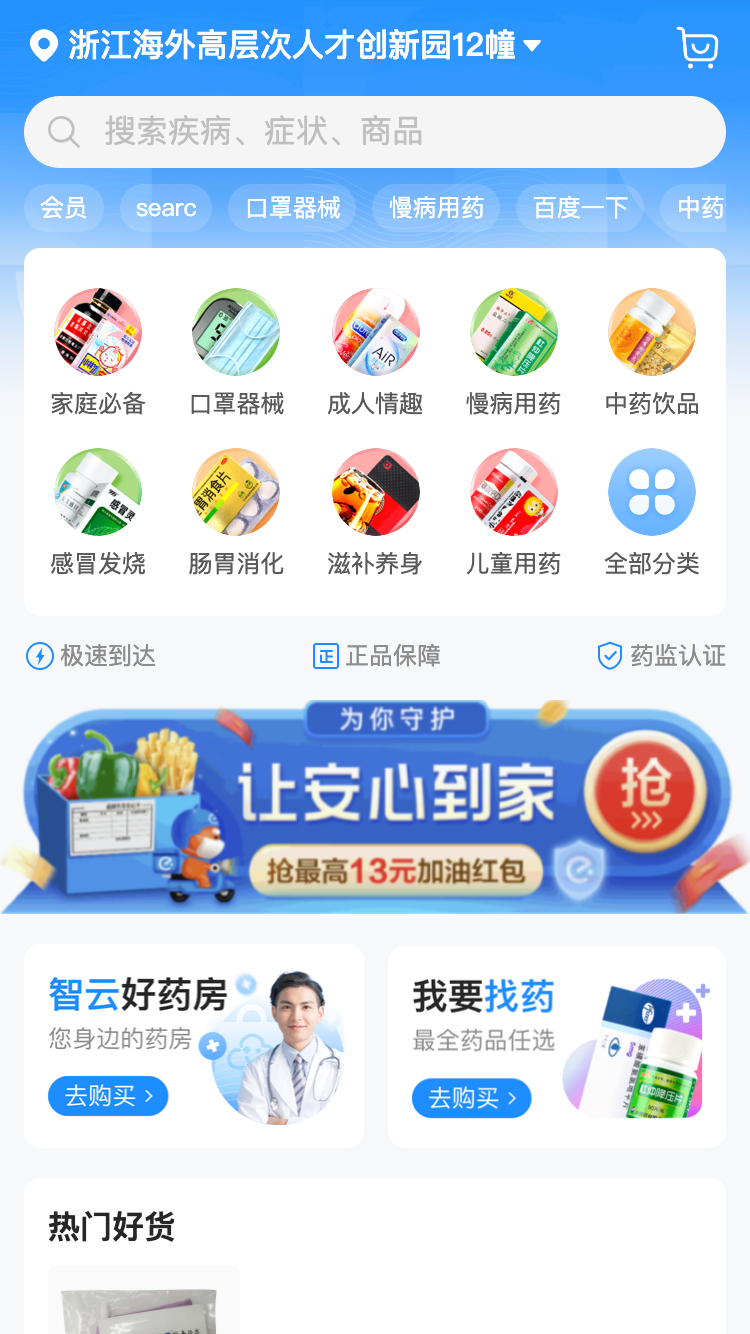 浙江海外高层次人才创新园12幢
搜索疾病、症状、商品
会员
searc
口罩器械
慢病用药
百度一下
中药
家庭必备
口罩器械
成人情趣
慢病用药
中药饮品
感冒发烧
肠胃消化
滋补养身
儿童用药
全部分类
极速到达
正
正品保障
药监认证
为你守护
让安心到家
抢
抢最高13元加油红包
智云好药房
您身边的药房
去购买
我要找药
最全药品任选
去购买
热门好货